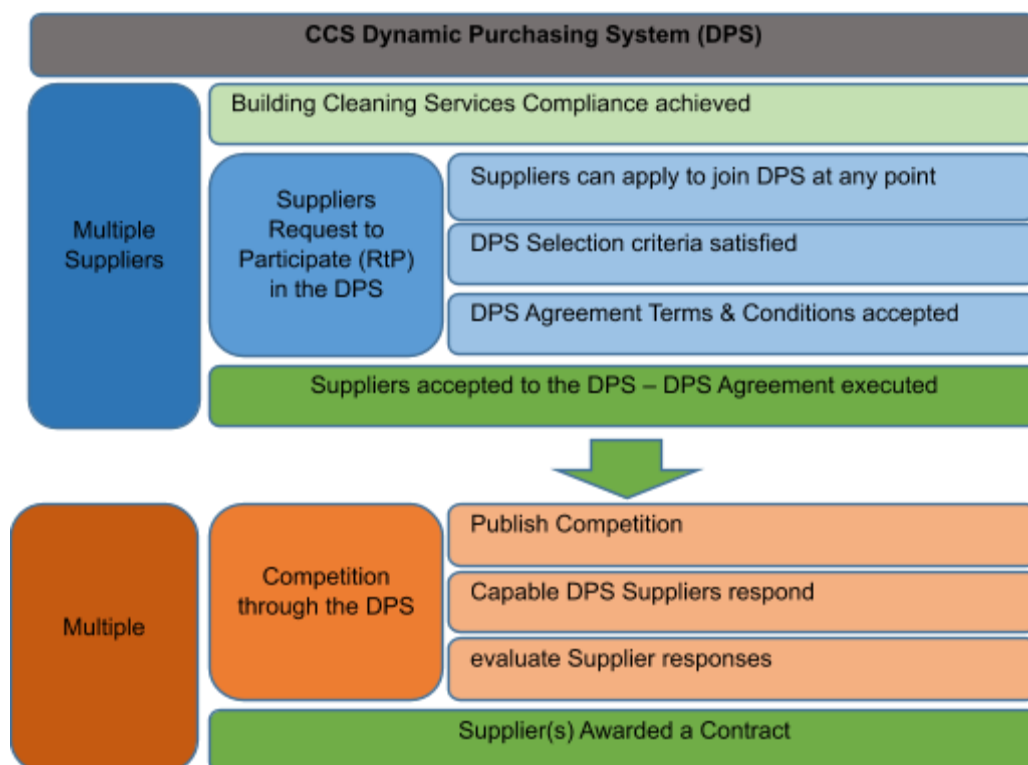 CCS Dynamic Purchasing System (DPS)
Multiple
Suppliers
Building Cleaning Services Compliance achieved
Suppliers
Request to
Participate (RtP)
in the DPS
Suppliers can apply to join DPS at any point
DPS Selection criteria satisfied
DPS Agreement Terms & Conditions accepted
Suppliers accepted to the DPS – DPS Agreement executed
Multiple
Competition
through the DPS
Publish Competition
Capable DPS Suppliers respond
evaluate Supplier responses
Supplier(s) Awarded a Contract